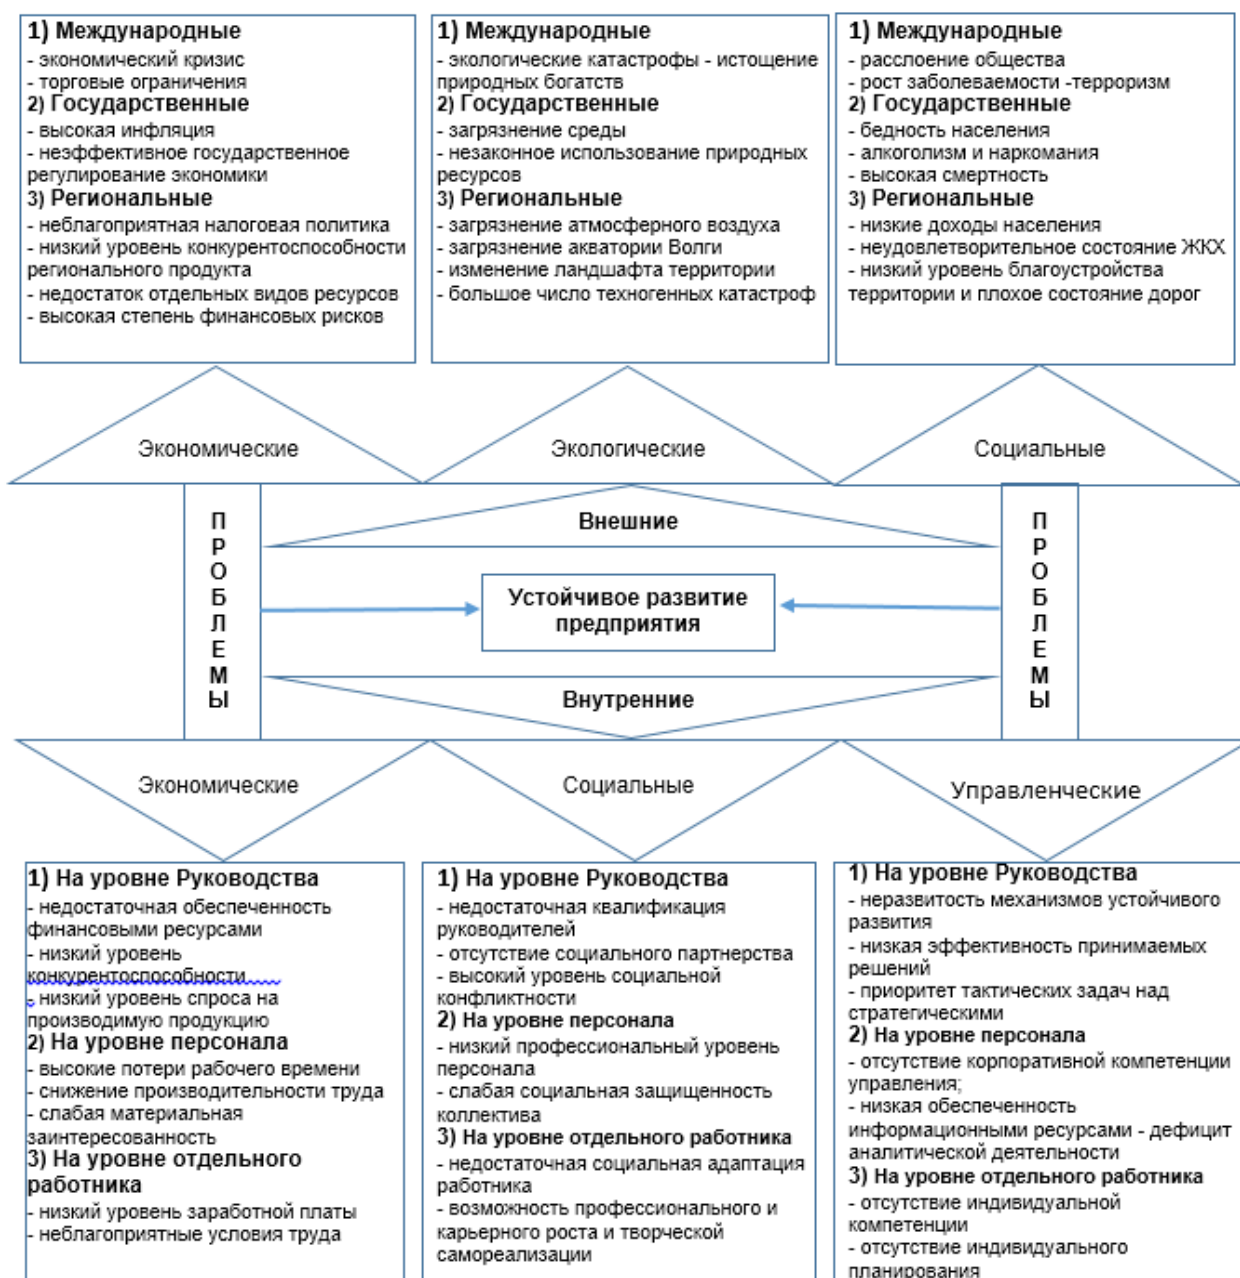 1) Международные
- экономический кризис
- торговые ограничения
2) Государственные
- высокая инфляция
- неэффективное государственное
регулирование экономики
3) Региональные
- неблагоприятная налоговая политика
- низкий уровень конкурентоспособности
регионального продукта
- недостаток отдельных видов ресурсов
- высокая степень финансовых рисков
1) Международные
- экологические катастрофы - истощение
природных богатств
2) Государственные
- загрязнение среды
- незаконное использование природных
ресурсов
3) Региональные
- загрязнение атмосферного воздуха
- загрязнение акватории Волги
- изменение ландшафта территории
- большое число техногенных катастроф
1) Международные
- расслоение общества
- рост заболеваемости -терроризм
2) Государственные
- бедность населения
- алкоголизм и наркомания
- высокая смертность
3) Региональные
- низкие доходы населения
- неудовлетворительное состояние ЖКХ
- низкий уровень благоустройства
территории и плохое состояние дорог
Экономические
Экологические
Социальные
ПРОБЛЕМЫ
Внешние
Устойчивое развитие
предприятия
Внутренние
ПРОБЛЕМЫ
Экономические
Социальные
Управленческие
1) На уровне Руководства
- недостаточная обеспеченность
финансовыми ресурсами
- низкий уровень
конкурентоспособности
- низкий уровень спроса на
производимую продукцию
2) На уровне персонала
- высокие потери рабочего времени
- снижение производительности труда
- слабая материальная
заинтересованность
3) На уровне отдельного
работника
- низкий уровень заработной платы
- неблагоприятные условия труда
1) На уровне Руководства
- недостаточная квалификация
руководителей
- отсутствие социального партнерства
- высокий уровень социальной
конфликтности
2) На уровне персонала
- низкий профессиональный уровень
персонала
- слабая социальная защищенность
коллектива
3) На уровне отдельного работника
- недостаточная социальная адаптация
работника
- возможность профессионального и
карьерного роста и творческой
самореализации
1) На уровне Руководства
- неразвитость механизмов устойчивого
развития
- низкая эффективность принимаемых
решений
- приоритет тактических задач над
стратегическими
2) На уровне персонала
- отсутствие корпоративной компетенции
управления;
- низкая обеспеченность
информационными ресурсами - дефицит
аналитической деятельности
3) На уровне отдельного работника
- отсутствие индивидуальной
компетенции
- отсутствие индивидуального
планирования